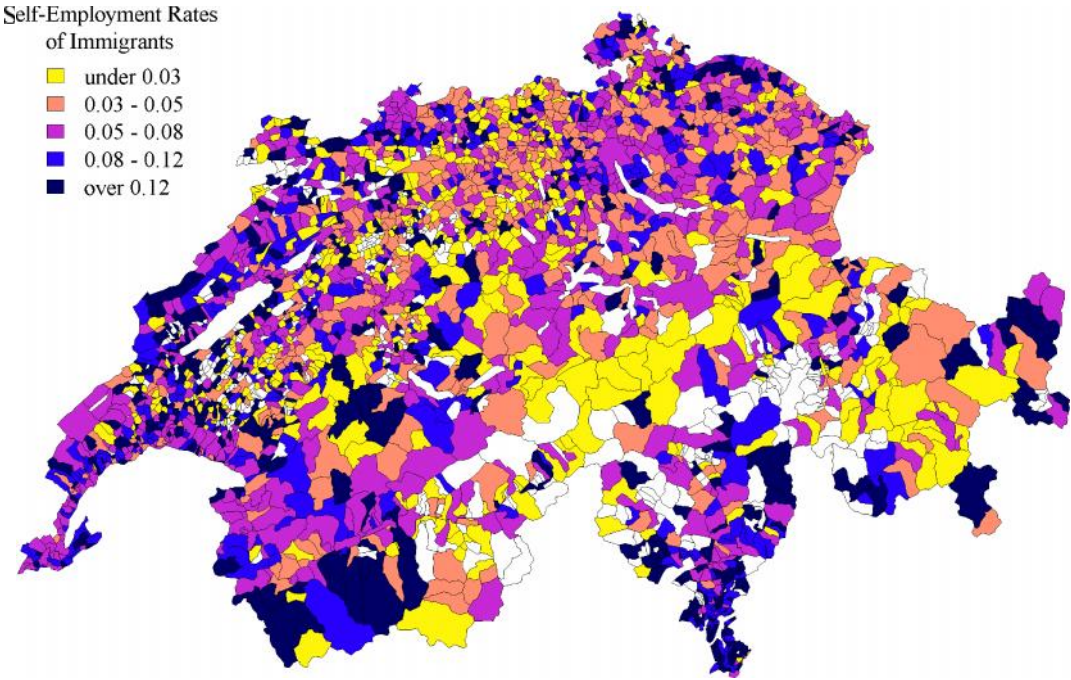 Self-Employment Rates
of Immigrants
under 0.03
0.03 - 0.05
0.05 - 0.08
0.08 - 0.12
over 0.12